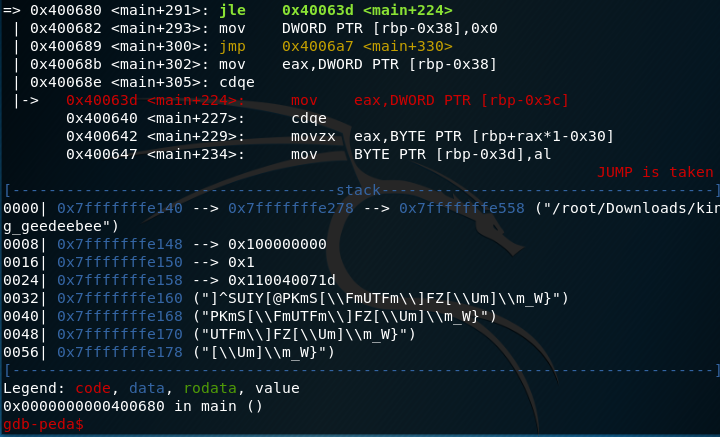 => 0x400680 <main+291>: jle    0x40063d <main+224>
 | 0x400682 <main+293>: mov    DWORD PTR [rbp-0x38],0x0
 | 0x400689 <main+300>: jmp    0x4006a7 <main+330>
 | 0x40068b <main+302>: mov    eax,DWORD PTR [rbp-0x38]
 | 0x40068e <main+305>: cdqe
 |->   0x40063d <main+224>:     mov    eax,DWORD PTR [rbp-0x3c]
       0x400640 <main+227>:     cdqe
       0x400642 <main+229>:     movzx  eax,BYTE PTR [rbp+rax*1-0x30]
       0x400647 <main+234>:     mov    BYTE PTR [rbp-0x3d],al
                                                                  JUMP is taken
[------------------------------------stack-------------------------------------]
0000| 0x7fffffffe140 --> 0x7fffffffe278 --> 0x7fffffffe558 ("/root/Downloads/kin
g_geedeebee")
0008| 0x7fffffffe148 --> 0x100000000
0016| 0x7fffffffe150 --> 0x1
0024| 0x7fffffffe158 --> 0x110040071d
0032| 0x7fffffffe160 ("]^SUIY[@PKmS[\\FmUTFm\\]FZ[\\Um]\\m_W}")
0040| 0x7fffffffe168 ("PKmS[\\FmUTFm\\]FZ[\\Um]\\m_W}")
0048| 0x7fffffffe170 ("UTFm\\]FZ[\\Um]\\m_W}")
0056| 0x7fffffffe178 ("[\\Um]\\m_W}")
[------------------------------------------------------------------------------]
Legend: code, data, rodata, value
0x0000000000400680 in main ()
gdb-peda$